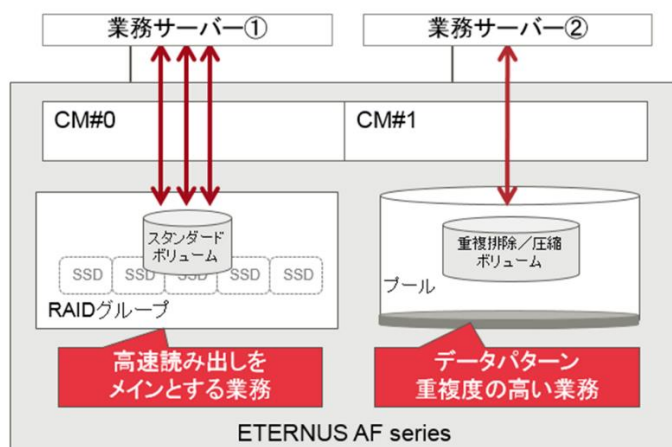 業務サーバー①
業務サーバー②
CM#0
CM#1
スタンダード
ボリューム
SSD
SSD
SSD
SSD
SSD
RAIDグループ
重複排除／圧縮
ボリューム
プール
高速読み出しを
メインとする業務
データパターン
重複度の高い業務
ETERNUS AF series